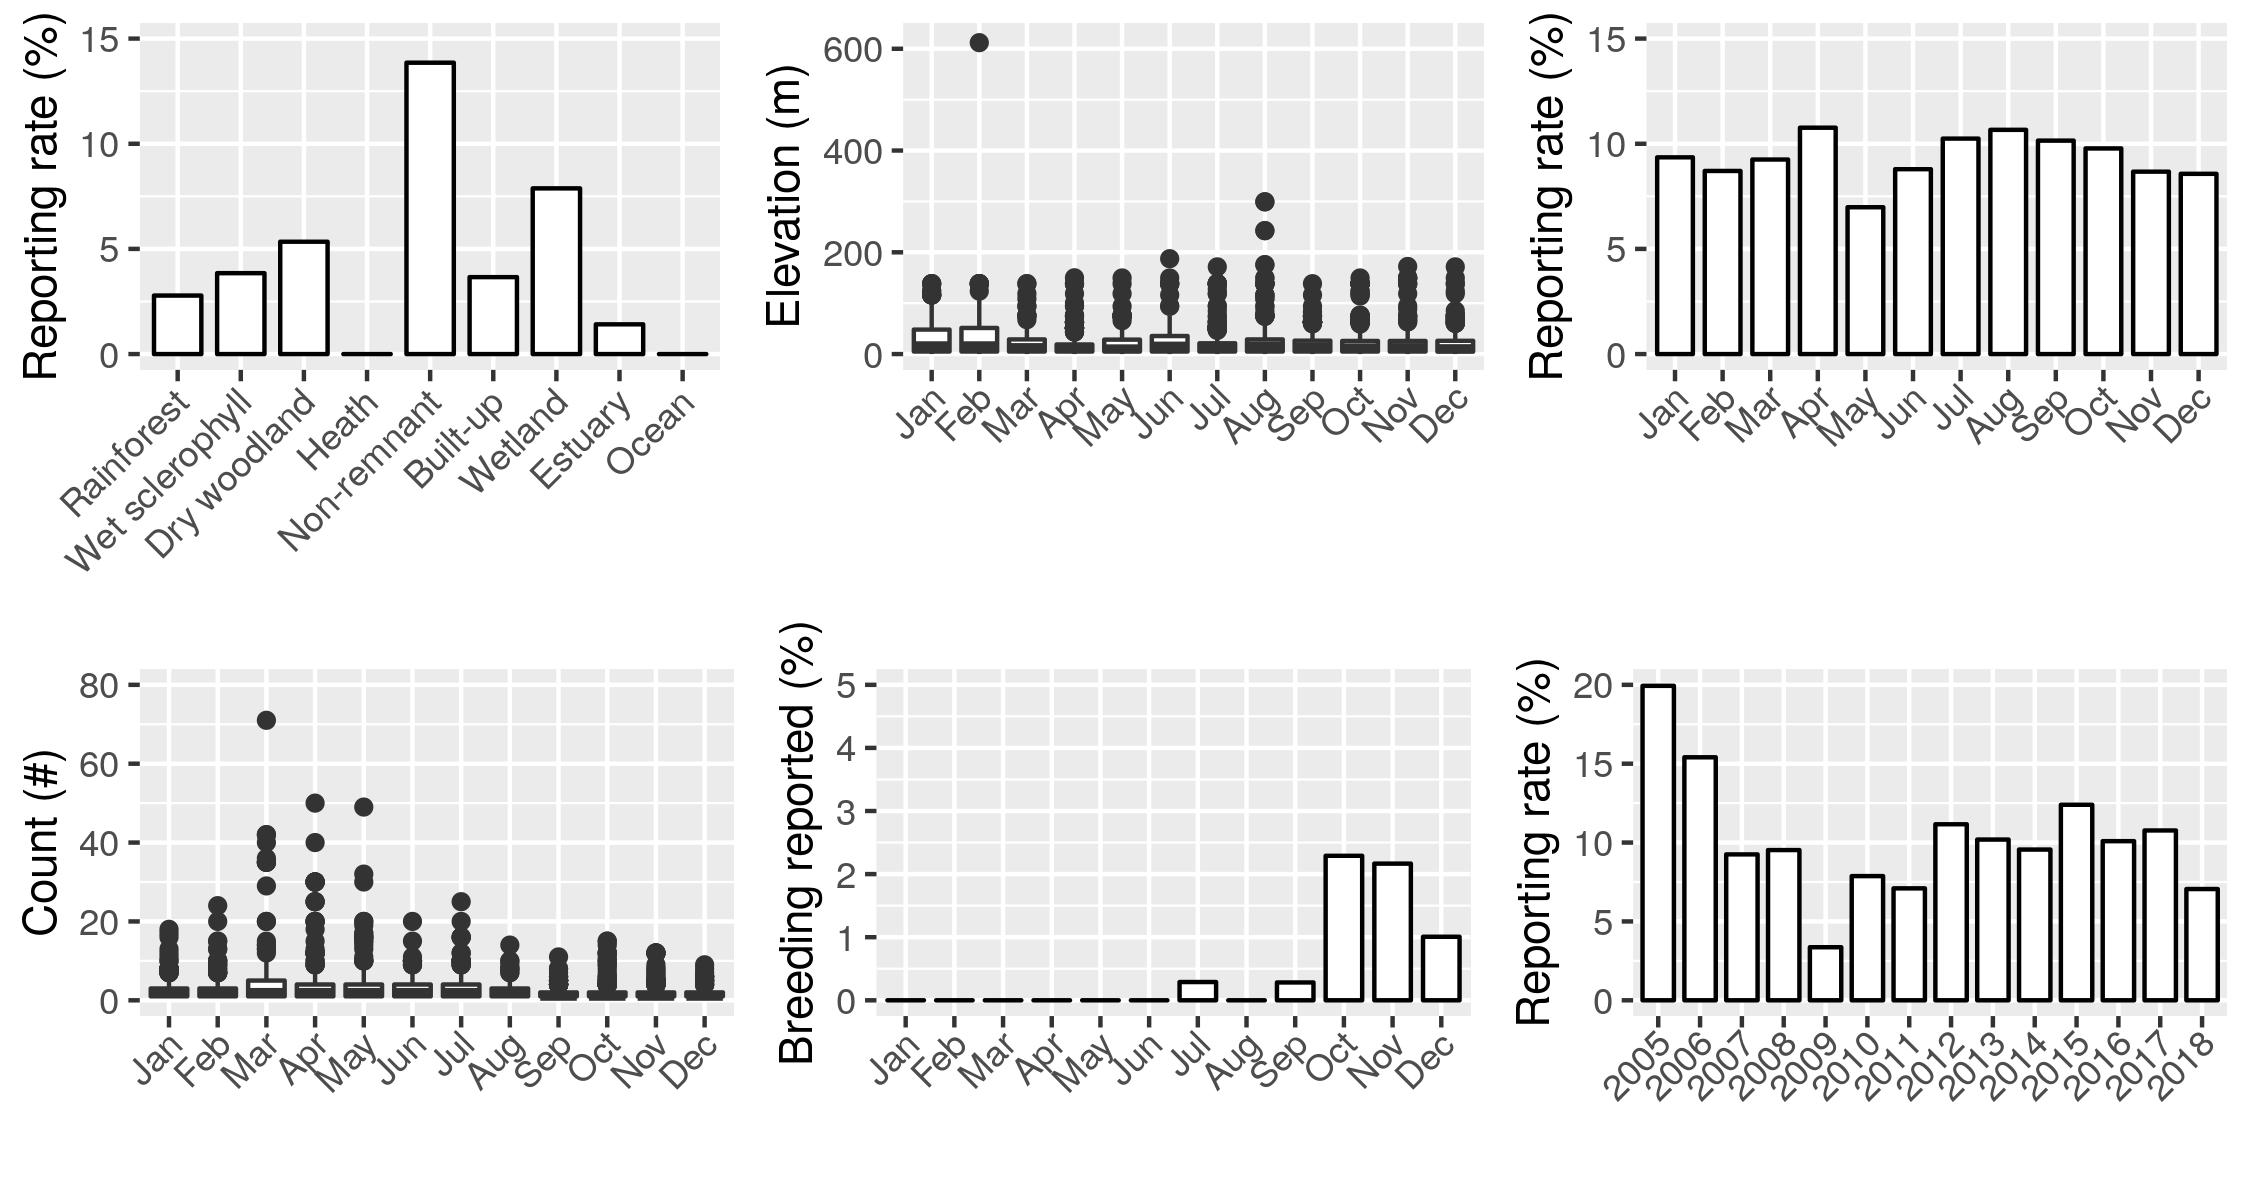 Reporting rate (%)
15
10
5
0
Rainforest
Wet sclerophyll
Dry woodland
Heath
Non-remnant
Built-up
Wetland
Estuary
Ocean
Elevation (m)
600
400
200
0
Jan
Feb
Mar
Apr
May
Jun
Jul
Aug
Sep
Oct
Nov
Dec
Reporting rate (%)
15
10
5
0
Jan
Feb
Mar
Apr
May
Jun
Jul
Aug
Sep
Oct
Nov
Dec
Count (#)
80
60
40
20
0
Jan
Feb
Mar
Apr
May
Jun
Jul
Aug
Sep
Oct
Nov
Dec
Breeding reported (%)
5
4
3
2
1
0
Jan
Feb
Mar
Apr
May
Jun
Jul
Aug
Sep
Oct
Nov
Dec
Reporting rate (%)
20
15
10
5
0
2005
2006
2007
2008
2009
2010
2011
2012
2013
2014
2015
2016
2017
2018